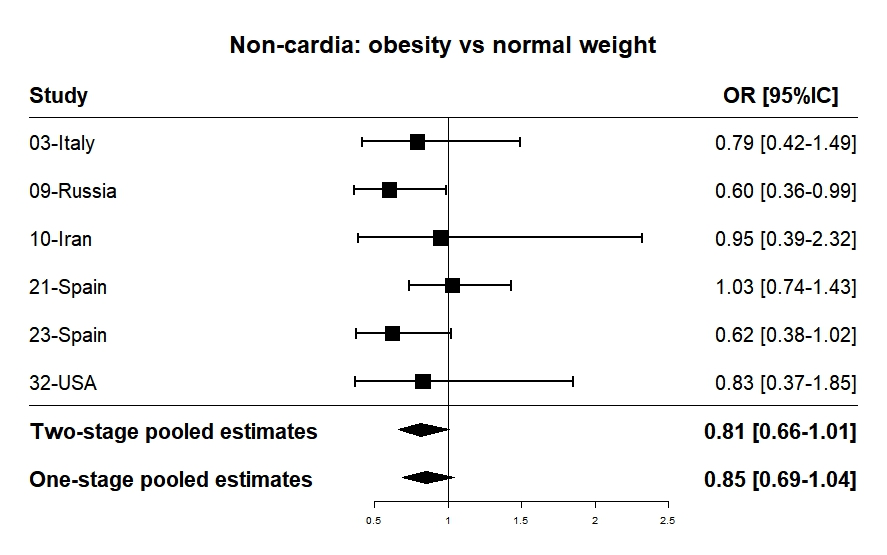 Non-cardia: obesity vs normal weight
Study OR [95%IC]
03-Italy 0.79 [0.42-1.49]
09-Russia 0.60 [0.36-0.99]
10-Iran 0.95 [0.39-2.32]
21-Spain 1.03 [0.74-1.43]
23-Spain 0.62 [0.38-1.02]
32-USA 0.83 [0.37-1.85]
Two-stage pooled estimates 0.81 [0.66-1.01]
One-stage pooled estimates 0.85 [0.69-1.04]
0.5 1 1.5 2 2.5